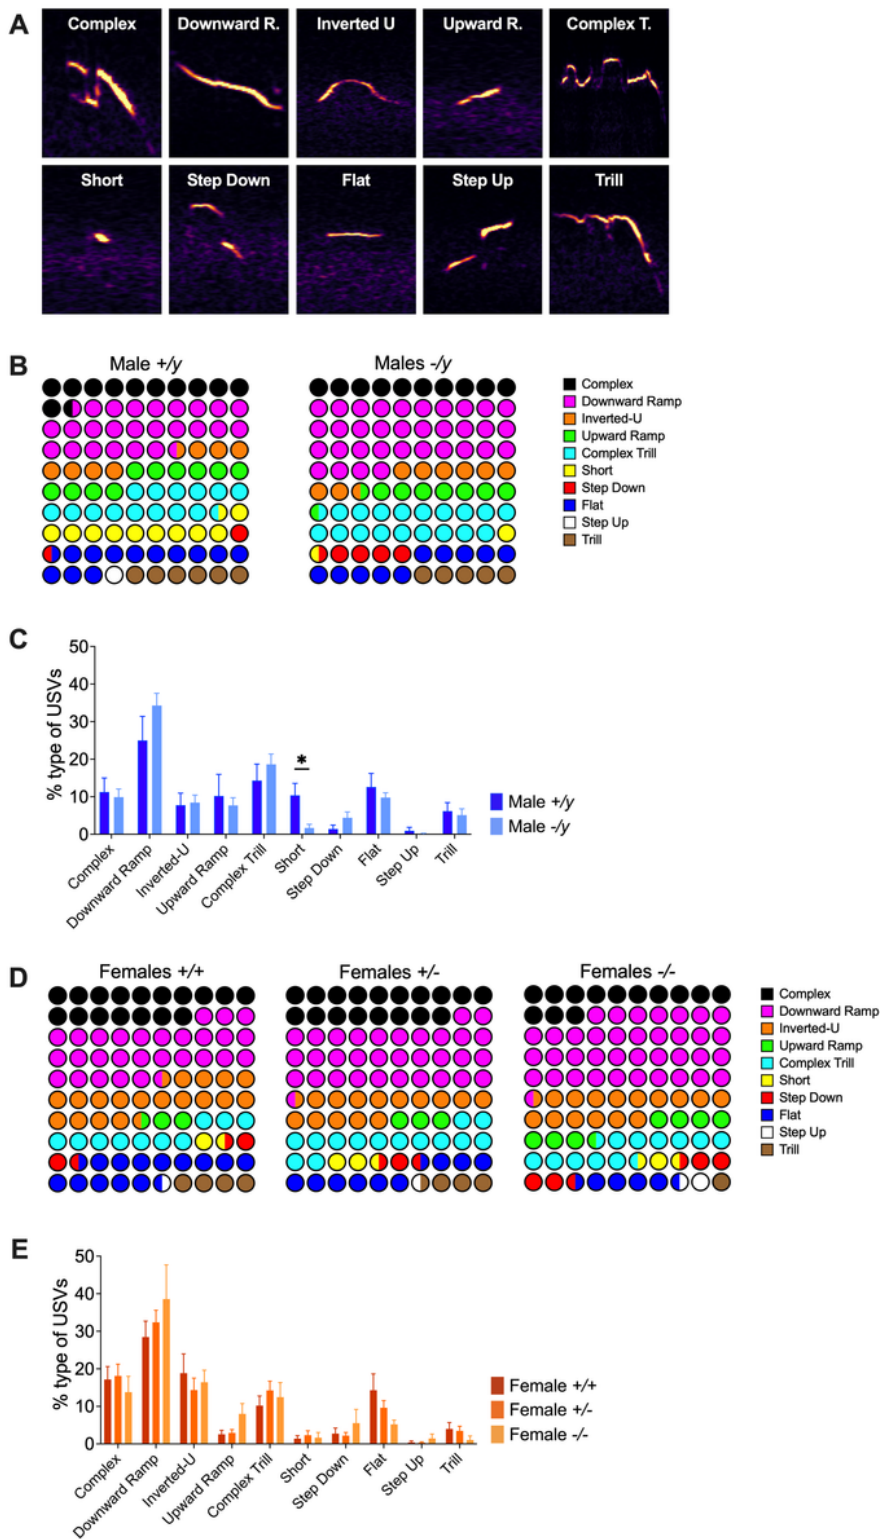 A
Complex
Downward R.
Inverted U
Upward R.
Complex T.
Short
Step Down
Flat
Step Up
Trill
B
Male +/y
Males -/y
Complex
Downward Ramp
Inverted-U
Upward Ramp
Complex Trill
Short
Step Down
Flat
Step Up
Trill
C
% type of USVs
50
40
30
20
10
0
*
Complex
Downward Ramp
Inverted-U
Upward Ramp
Complex Trill
Short
Step Down
Flat
Step Up
Trill
Male +/y
Male -/y
D
Females +/+
Females +/-
Females -/-
Complex
Downward Ramp
Inverted-U
Upward Ramp
Complex Trill
Short
Step Down
Flat
Step Up
Trill
E
% type of USVs
50
40
30
20
10
0
Complex
Downward Ramp
Inverted-U
Upward Ramp
Complex Trill
Short
Step Down
Flat
Step Up
Trill
Female +/+
Female +/-
Female -/-